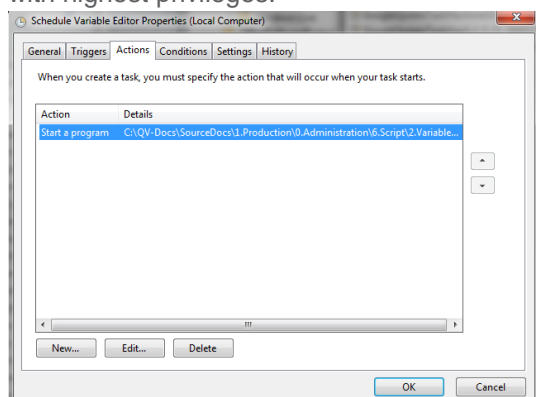 with highest privileges.
Schedule Variable Editor Properties (Local Computer)
General Triggers Actions Conditions Settings History
When you create a task, you must specify the action that will occur when your task starts.
Action Details
Start a program C:\QV-Docs\SourceDocs\1.Production\0.Administration\6.Script\2.Variable...
New... Edit... Delete
OK Cancel